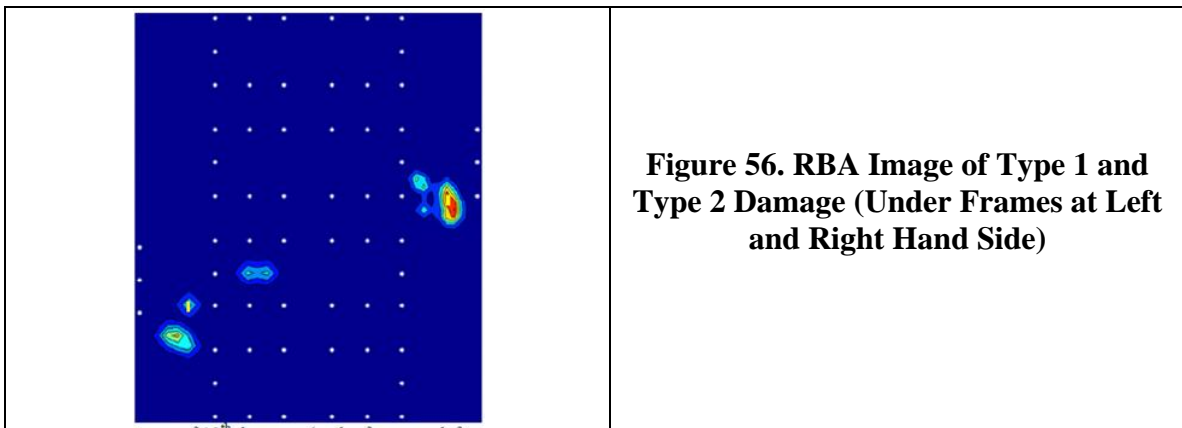 Figure 56. RBA Image of Type 1 and
Type 2 Damage (Under Frames at Left
and Right Hand Side)